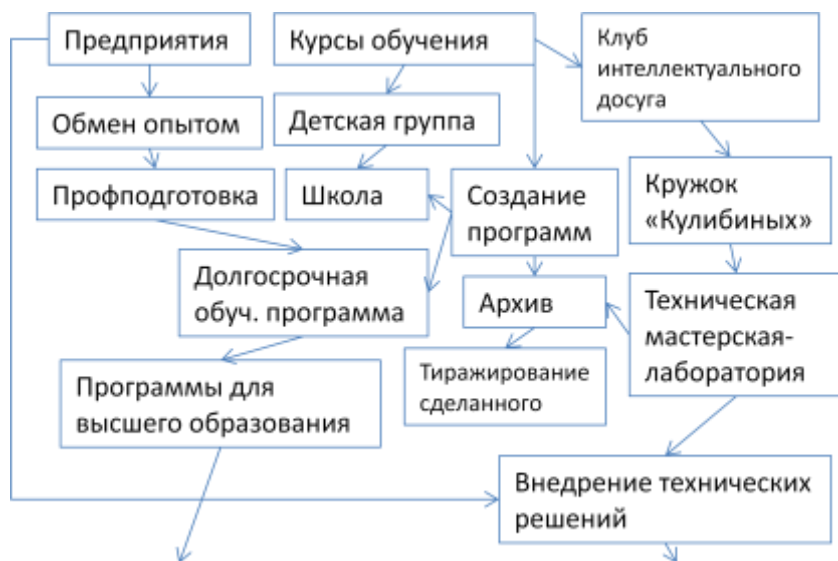 Предприятия
Курсы обучения
Клуб
интеллектуального
досуга
Обмен опытом
Детская группа
Профподготовка
Школа
Создание
программ
Кружок
«Кулибиных»
Долгосрочная
обуч. программа
Архив
Техническая
мастерская-
лаборатория
Программы для
высшего образования
Тиражирование
сделанного
Внедрение технических
решений